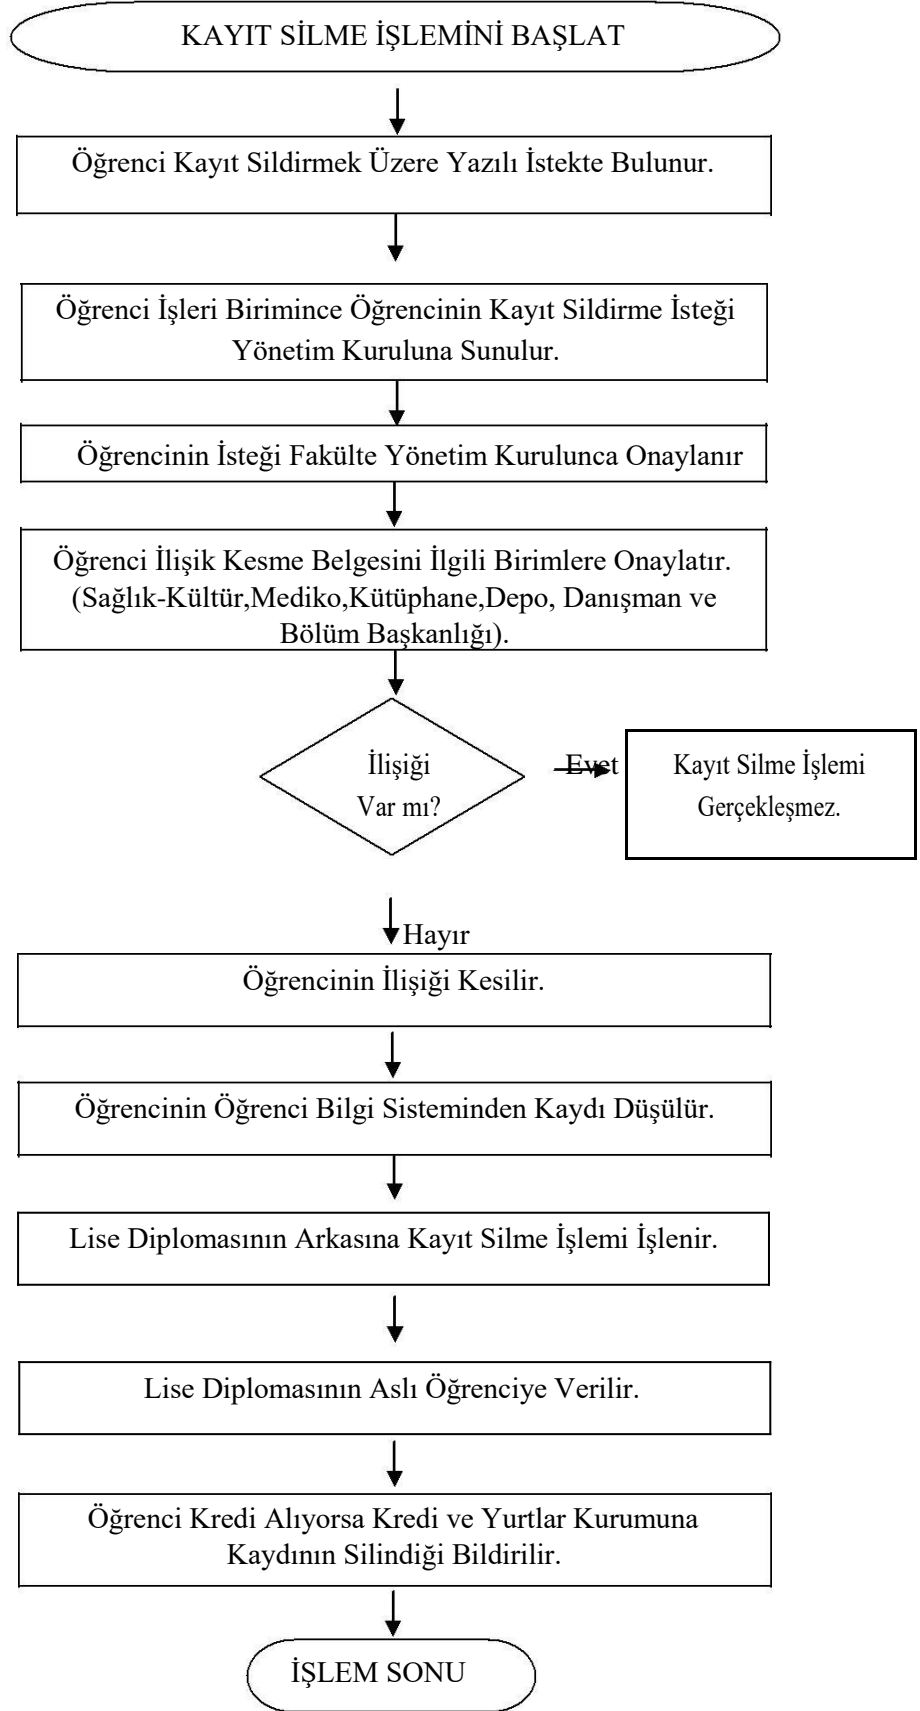 KAYIT SİLME İŞLEMİNİ BAŞLAT
Öğrenci Kayıt Sildirmek Üzere Yazılı İstekte Bulunur.
Öğrenci İşleri Birimince Öğrencinin Kayıt Sildirme İsteği
Yönetim Kuruluna Sunulur.
Öğrencinin İsteği Fakülte Yönetim Kurulunca Onaylanır
Öğrenci İlişik Kesme Belgesini İlgili Birimlere Onaylatır.
(Sağlık-Kültür,Mediko,Kütüphane,Depo, Danışman ve
Bölüm Başkanlığı).
İlişiği
Var mı?
Evet
Kayıt Silme İşlemi
Gerçekleşmez.
Hayır
Öğrencinin İlişiği Kesilir.
Öğrencinin Öğrenci Bilgi Sisteminden Kaydı Düşülür.
Lise Diplomasının Arkasına Kayıt Silme İşlemi İşlenir.
Lise Diplomasının Aslı Öğrenciye Verilir.
Öğrenci Kredi Alıyorsa Kredi ve Yurtlar Kurumuna
Kaydının Silindiği Bildirilir.
İŞLEM SONU